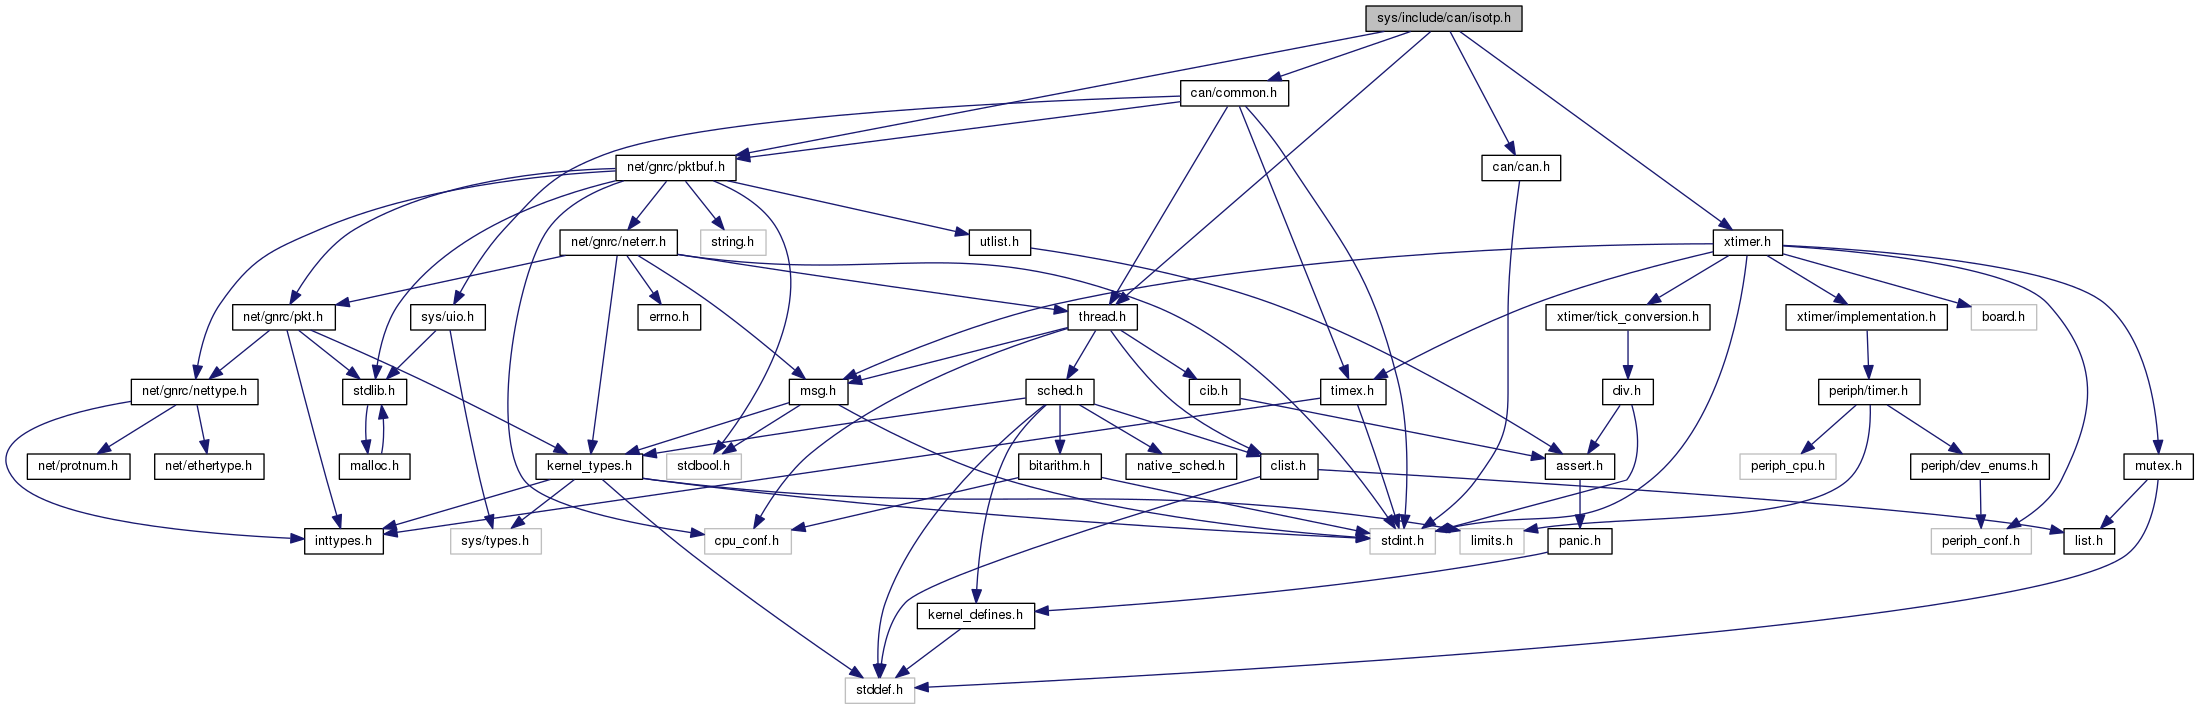 sys/include/can/isotp.h
can/common.h
net/gnrc/pktbuf.h
can/can.h
net/gnrc/neterr.h
string.h
utlist.h
xtimer.h
net/gnrc/pkt.h
sys/uio.h
errno.h
thread.h
xtimer/tick_conversion.h
xtimer/implementation.h
board.h
net/gnrc/nettype.h
stdlib.h
msg.h
sched.h
cib.h
timex.h
div.h
periph/timer.h
net/protnum.h
net/ethertype.h
malloc.h
kernel_types.h
stdbool.h
bitarithm.h
native_sched.h
clist.h
assert.h
periph_cpu.h
periph/dev_enums.h
mutex.h
inttypes.h
sys/types.h
cpu_conf.h
stdint.h
limits.h
panic.h
periph_conf.h
list.h
kernel_defines.h
stddef.h